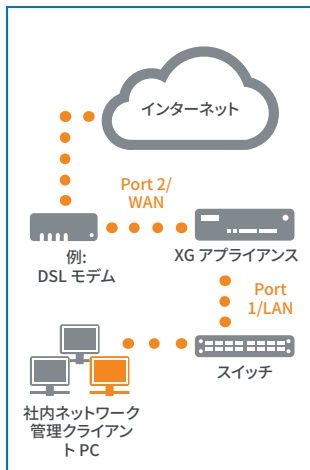 インターネット
Port 2/
WAN
例:
DSL モデム
XG アプライアンス
Port
1/LAN
スイッチ
社内ネットワーク
管理クライアン
ト PC